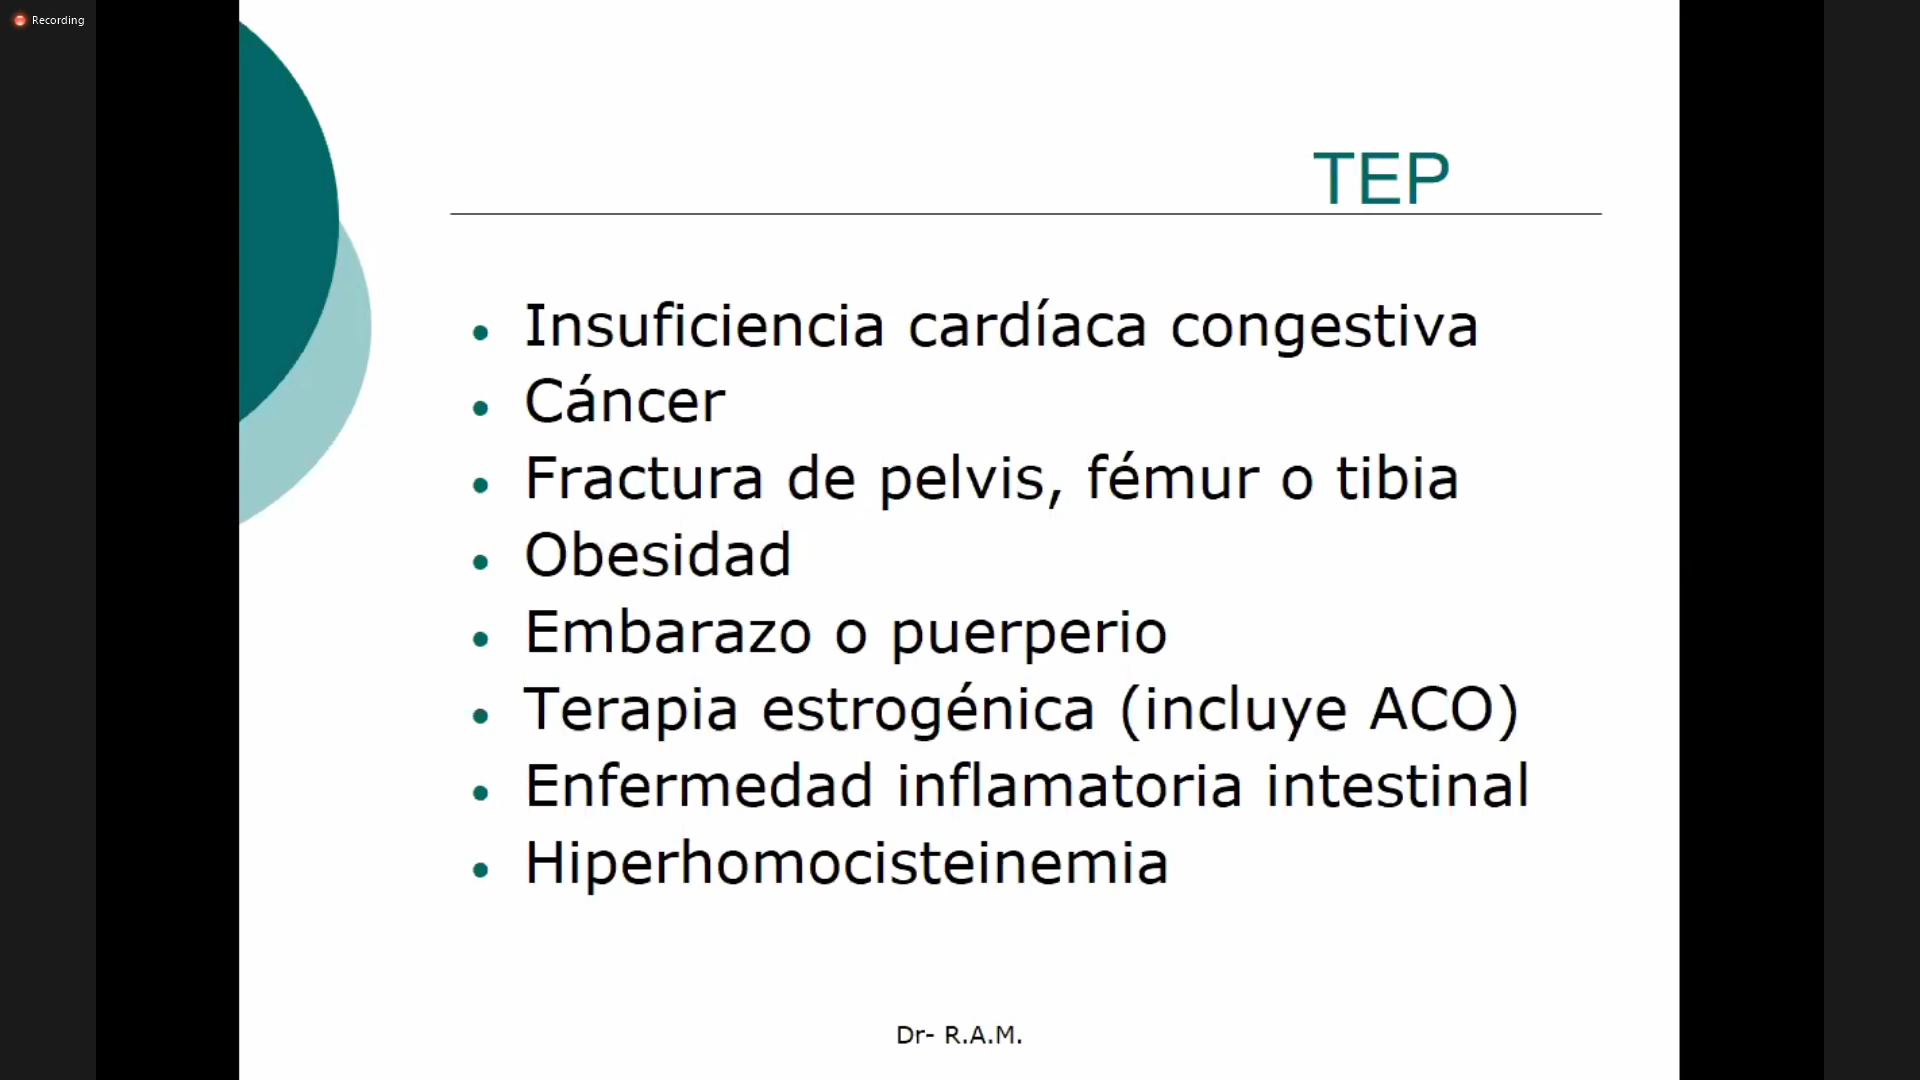 Recording
TEP
• Insuficiencia cardíaca congestiva
• Cáncer
• Fractura de pelvis, fémur o tibia
• Obesidad
• Embarazo o puerperio
• Terapia estrogénica (incluye ACO)
• Enfermedad inflamatoria intestinal
• Hiperhomocisteinemia
Dr- R.A.M.